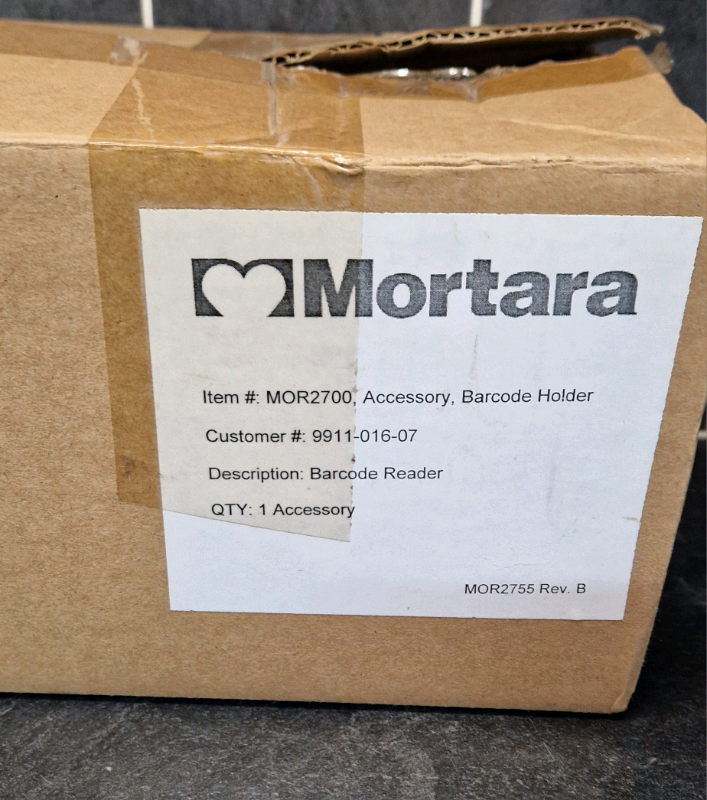 Mortara
Item #: MOR2700, Accessory, Barcode Holder
Customer #: 9911-016-07
Description: Barcode Reader
QTY: 1 Accessory
MOR2755 Rev. B